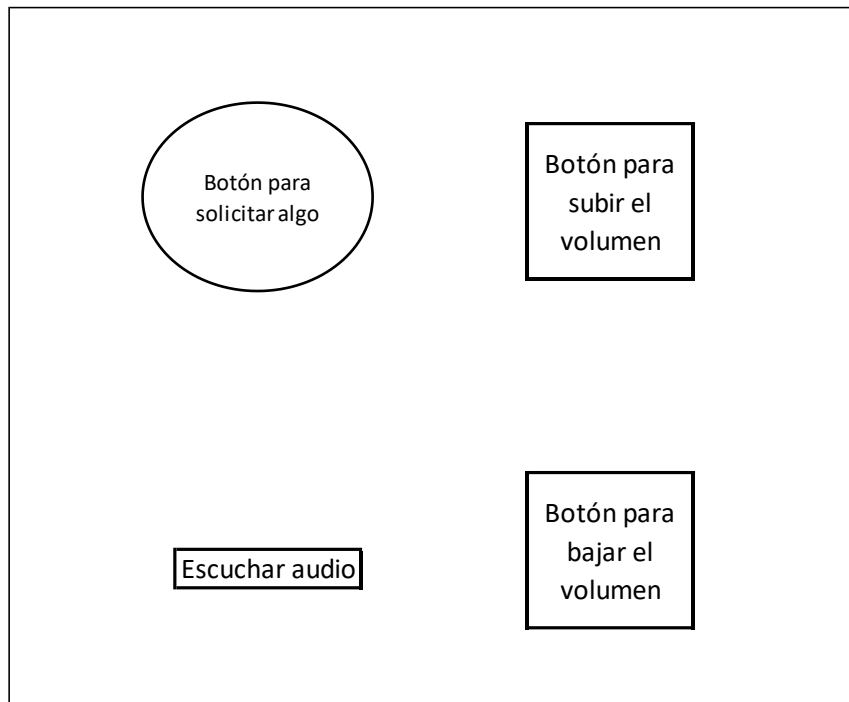 Botón para
solicitar algo
Botón para
subir el
volumen
Escuchar audio
Botón para
bajar el
volumen